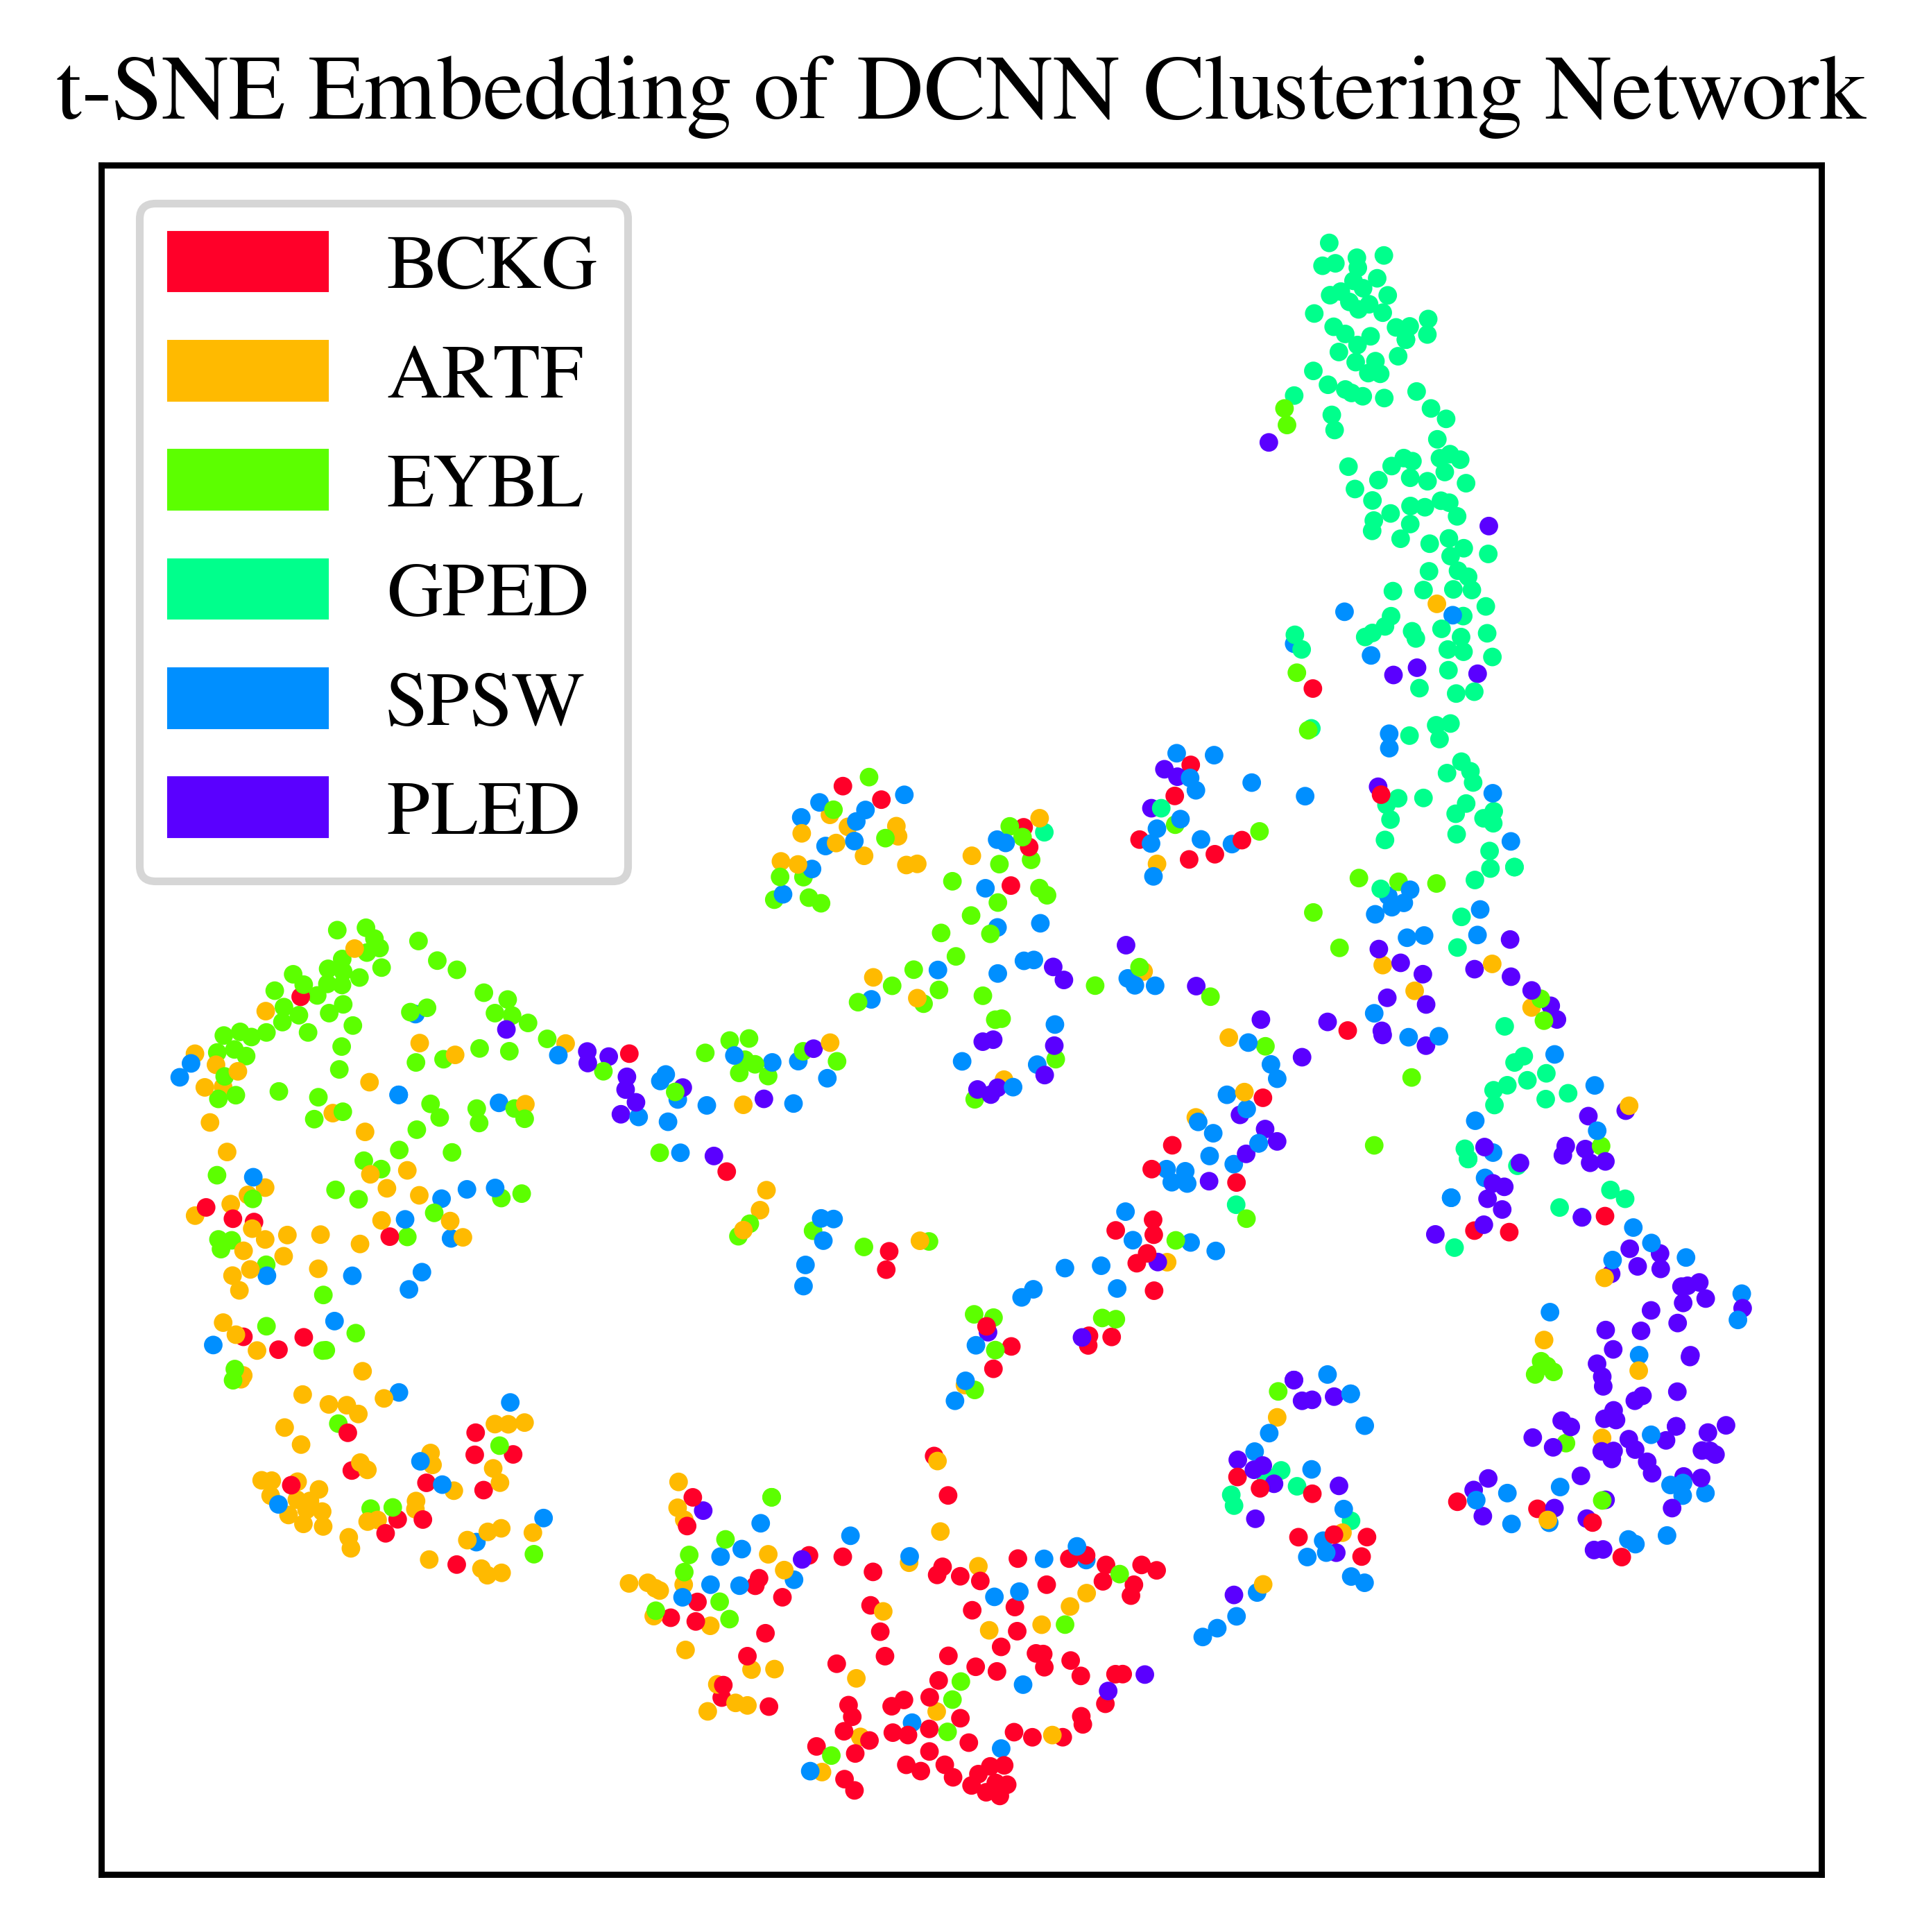 t-SNE Embedding of DCNN Clustering Network
BCKG
ARTF
EYBL
GPED
SPSW
PLED